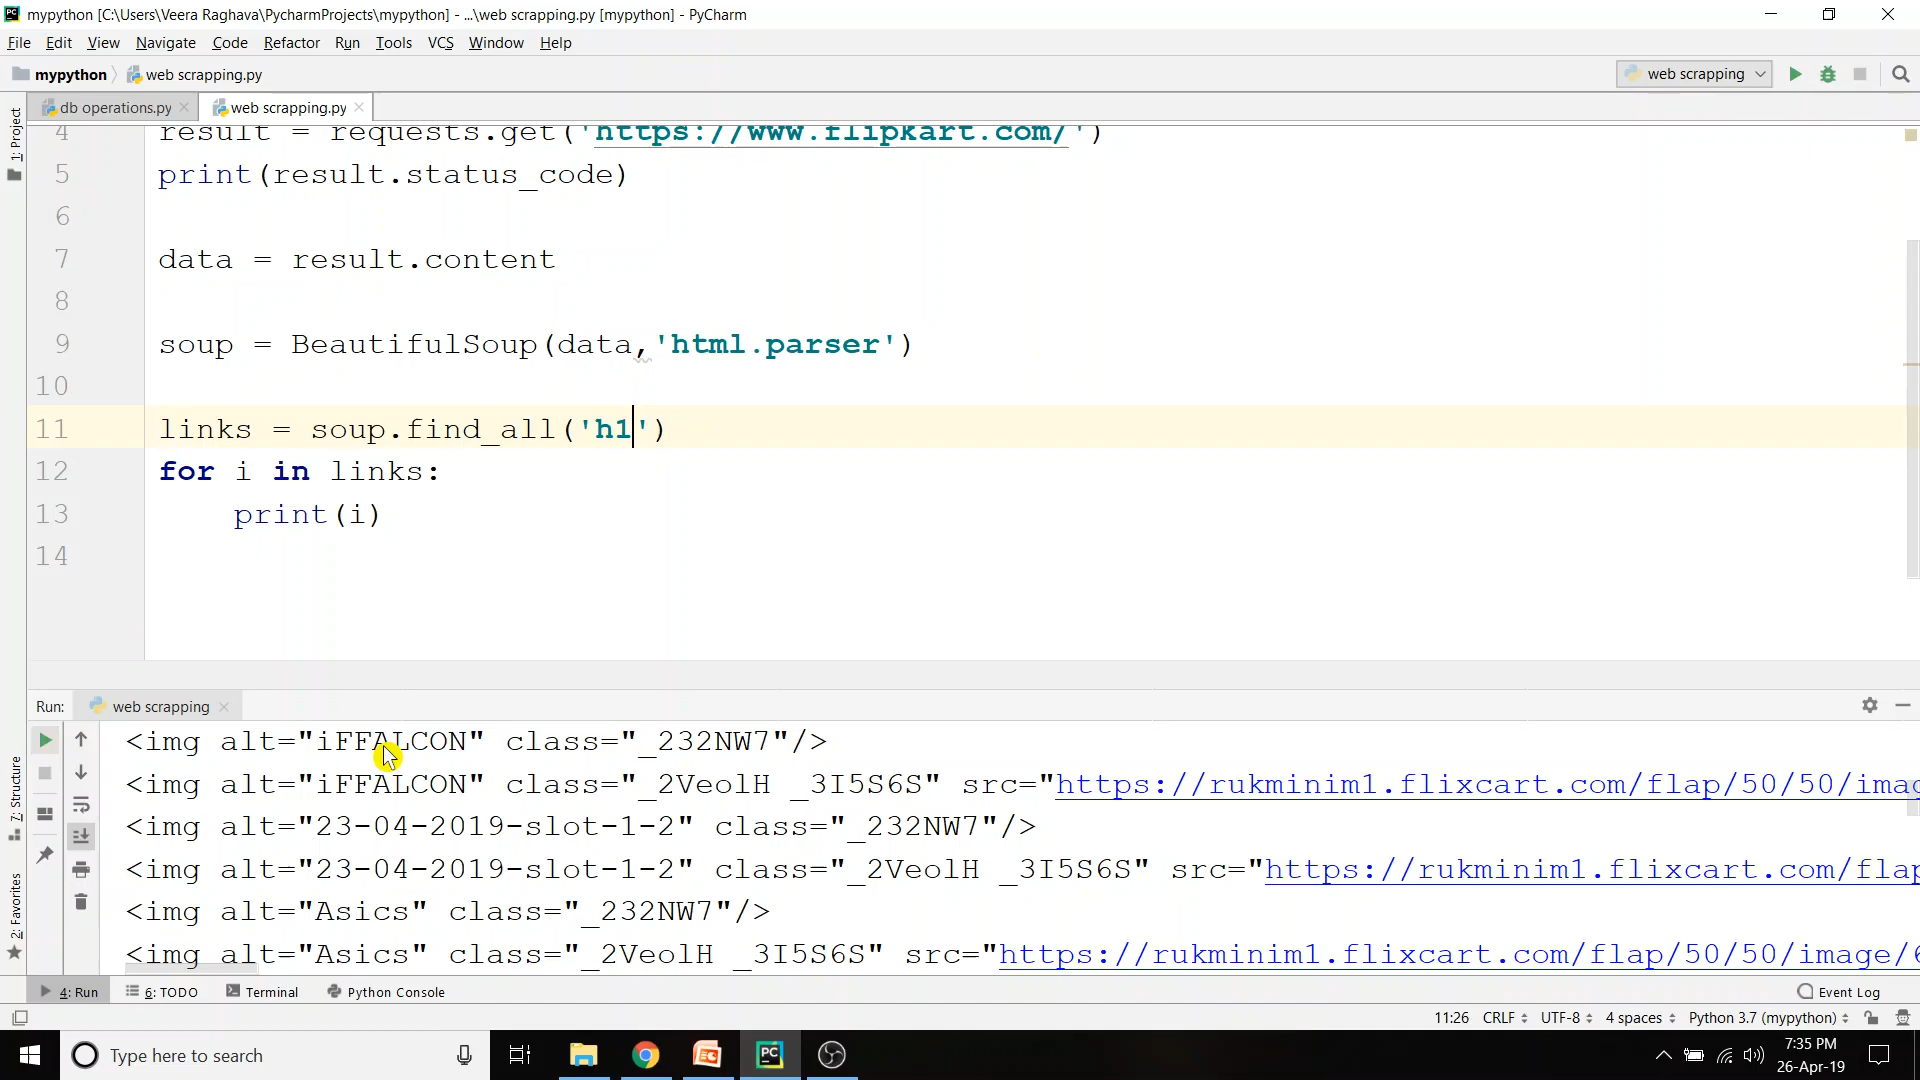 mypython [C:\Users\Veera Raghava\PycharmProjects\mypython] - ...\web scrapping.py [mypython] - PyCharm
File Edit View Navigate Code Refactor Run Tools VCS Window Help
mypython web scrapping.py
web scrapping
db operations.py
web scrapping.py
1: Project
4 result = requests.get('https://www.flipkart.com/')
5 print(result.status_code)
6
7 data = result.content
8
9 soup = BeautifulSoup(data,'html.parser')
10
11 links = soup.find_all('h1')
12 for i in links:
13 print(i)
14
Run: web scrapping
7: Structure
2: Favorites
<img alt="iFFALCON" class="_232NW7"/>
<img alt="iFFALCON" class="_2VeolH _3I5S6S" src="https://rukminim1.flixcart.com/flap/50/50/imag
<img alt="23-04-2019-slot-1-2" class="_232NW7"/>
<img alt="23-04-2019-slot-1-2" class="_2VeolH _3I5S6S" src="https://rukminim1.flixcart.com/flap
<img alt="Asics" class="_232NW7"/>
<img alt="Asics" class="_2VeolH _3I5S6S" src="https://rukminim1.flixcart.com/flap/50/50/image/6
4: Run 6: TODO Terminal Python Console Event Log
11:26 CRLF UTF-8 4 spaces Python 3.7 (mypython)
Type here to search
7:35 PM
26-Apr-19